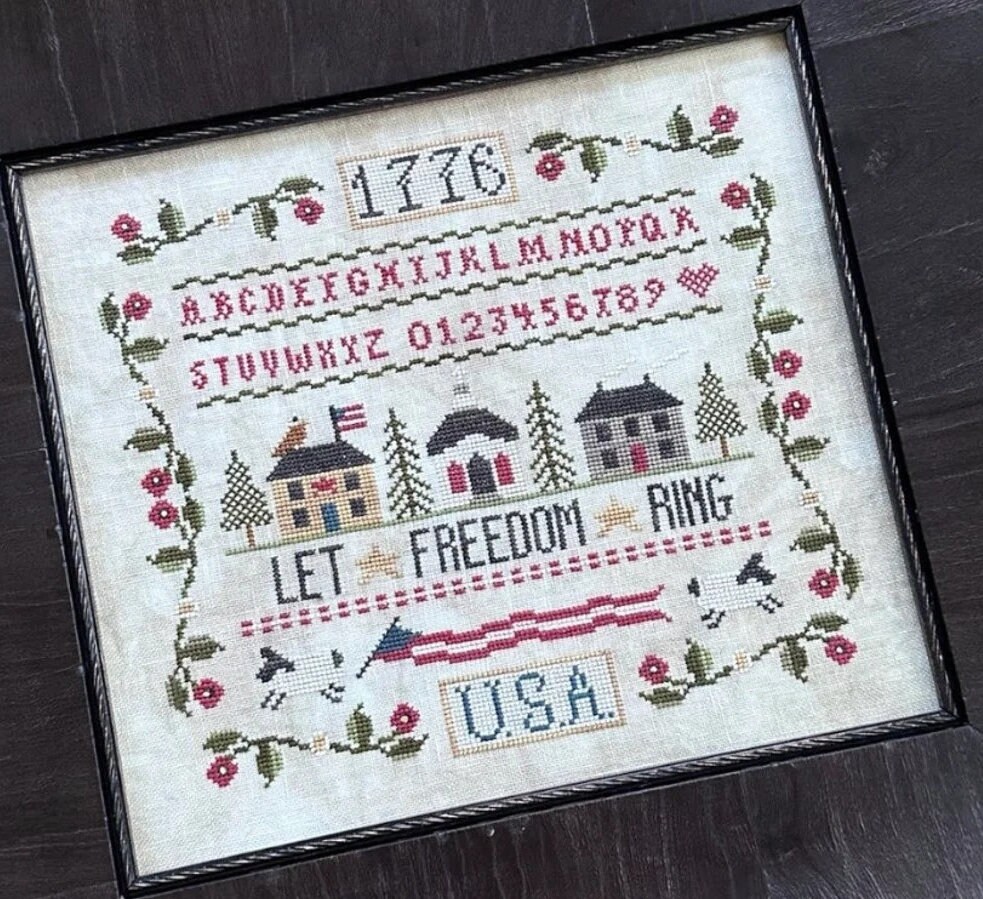 1776
ABCDEFGHIJKLMNOPQR
STUVWXYZ 0123456789
LET FREEDOM RING
U.S.A.